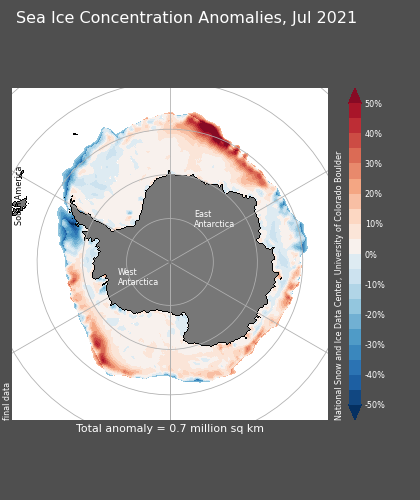 Sea Ice Concentration Anomalies, Jul 2021
South America
East
Antarctica
West
Antarctica
final data
National Snow and Ice Data Center, University of Colorado Boulder
50%
40%
30%
20%
10%
0%
-10%
-20%
-30%
-40%
-50%
Total anomaly = 0.7 million sq km